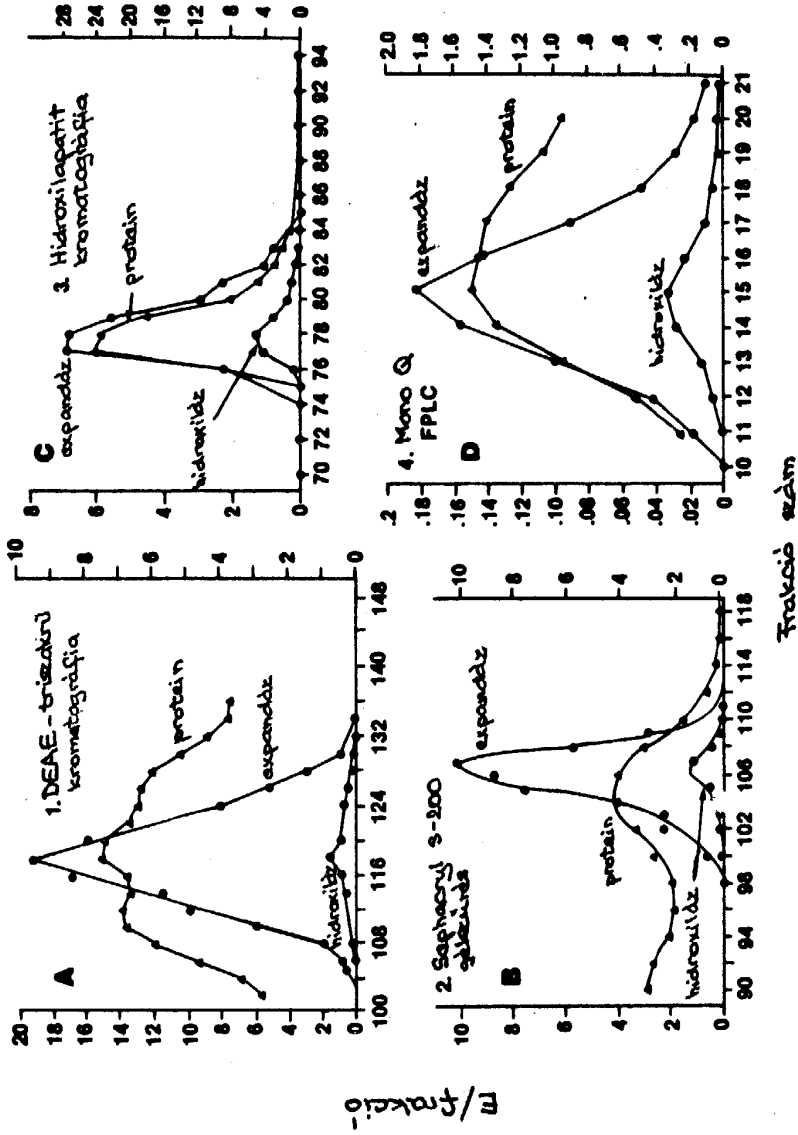 A
1. DEAE - triszakril
kromatográfia
protein
expandáz
hidroxiláz
20 18 16 14 12 10 8 6 4 2 0
10 8 6 4 2 0
100 108 116 124 132 140 148
C
3. Hidroxilapatit
kromatográfia
expandáz
protein
hidroxiláz
8 6 4 2 0
28 24 20 16 12 8 4 0
70 72 74 76 78 80 82 84 86 88 90 92 94
B
2. Sephacryl S-200
gélszűrés
expandáz
protein
hidroxiláz
10 8 6 4 2 0
10 8 6 4 2 0
90 94 98 102 106 110 114 118
D
4. Mono Q
FPLC
expandáz
protein
hidroxiláz
.2 .18 .16 .14 .12 .10 .08 .06 .04 .02 0
2.0 1.8 1.6 1.4 1.2 1.0 .8 .6 .4 .2 0
10 11 12 13 14 15 16 17 18 19 20 21
E/frakció
Frakció szám